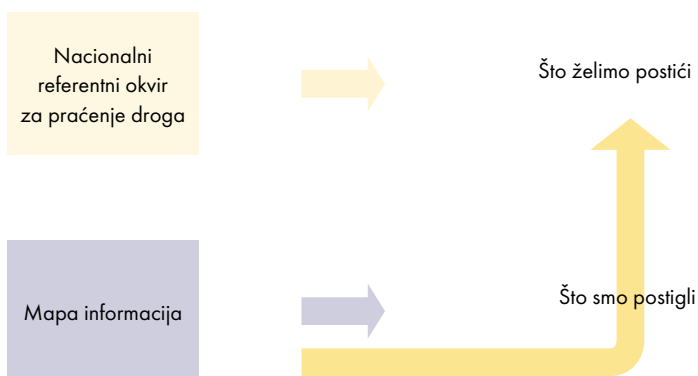 Nacionalni
referentni okvir
za praćenje droga
Što želimo postići
Mapa informacija
Što smo postigli